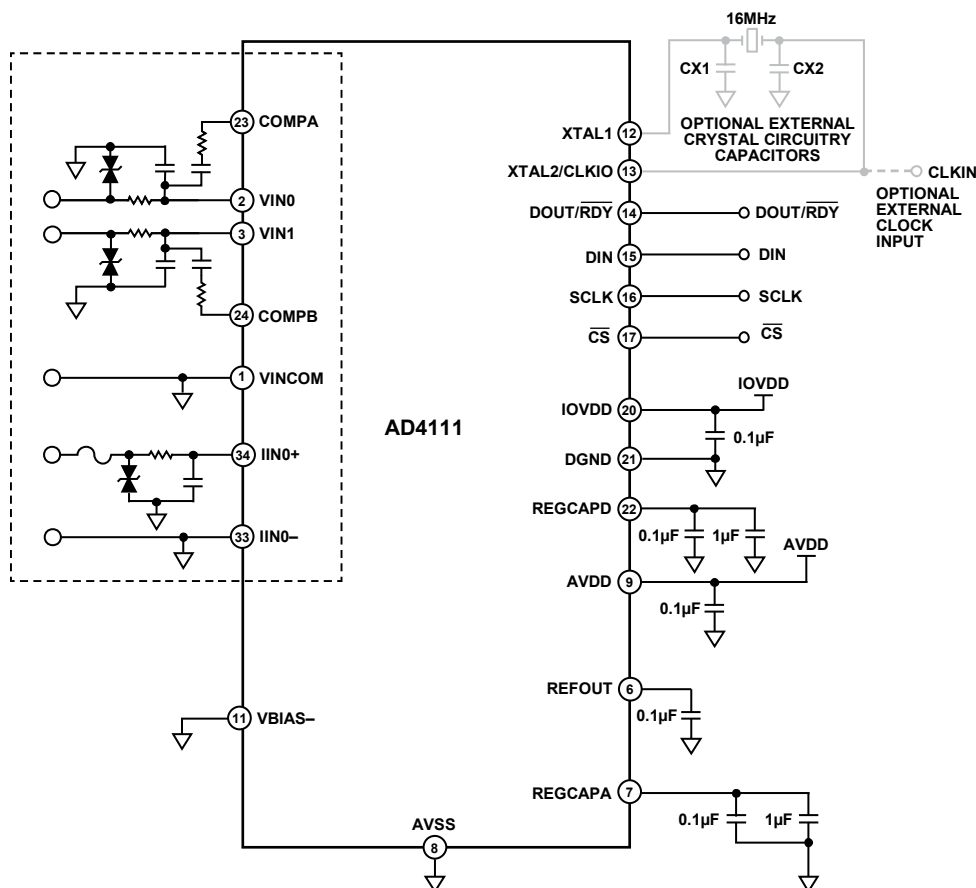 16MHz
CX1
CX2
OPTIONAL EXTERNAL
CRYSTAL CIRCUITRY
CAPACITORS
23 COMPA
2 VIN0
3 VIN1
24 COMPB
1 VINCOM
34 IIN0+
33 IIN0–
11 VBIAS–
AD4111
AVSS
8
XTAL1 12
XTAL2/CLKIO 13
CLKIN
OPTIONAL
EXTERNAL
CLOCK
INPUT
DOUT/RDY 14 DOUT/RDY
DIN 15 DIN
SCLK 16 SCLK
CS 17 CS
IOVDD
IOVDD 20
0.1µF
DGND 21
REGCAPD 22
0.1µF 1µF
AVDD
AVDD 9
0.1µF
REFOUT 6
0.1µF
REGCAPA 7
0.1µF 1µF